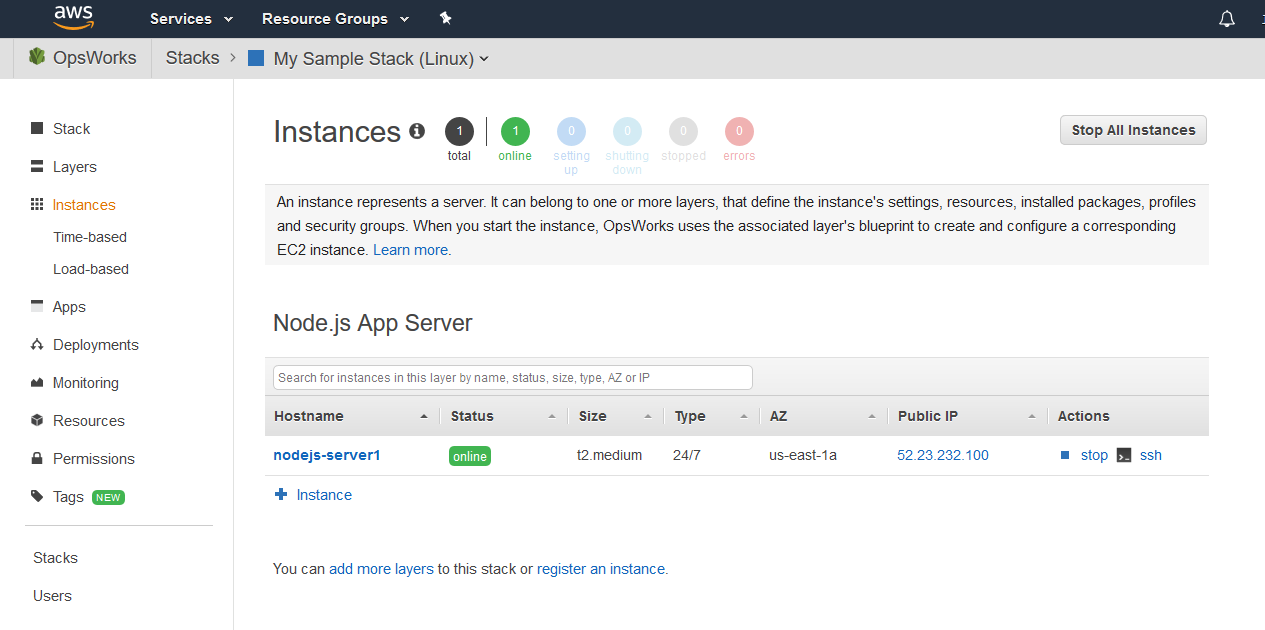 aws Services Resource Groups
OpsWorks Stacks My Sample Stack (Linux)
Stack
Layers
Instances
Time-based
Load-based
Apps
Deployments
Monitoring
Resources
Permissions
Tags NEW
Stacks
Users
Instances
1 1 0 0 0 0
total online setting up shutting down stopped errors
Stop All Instances
An instance represents a server. It can belong to one or more layers, that define the instance's settings, resources, installed packages, profiles
and security groups. When you start the instance, OpsWorks uses the associated layer's blueprint to create and configure a corresponding
EC2 instance. Learn more.
Node.js App Server
Search for instances in this layer by name, status, size, type, AZ or IP
Hostname Status Size Type AZ Public IP Actions
nodejs-server1 online t2.medium 24/7 us-east-1a 52.23.232.100 stop ssh
Instance
You can add more layers to this stack or register an instance.